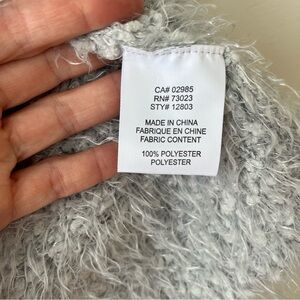 CA# 02985
RN# 73023
STY# 12803
MADE IN CHINA
FABRIQUE EN CHINE
FABRIC CONTENT
100% POLYESTER
POLYESTER